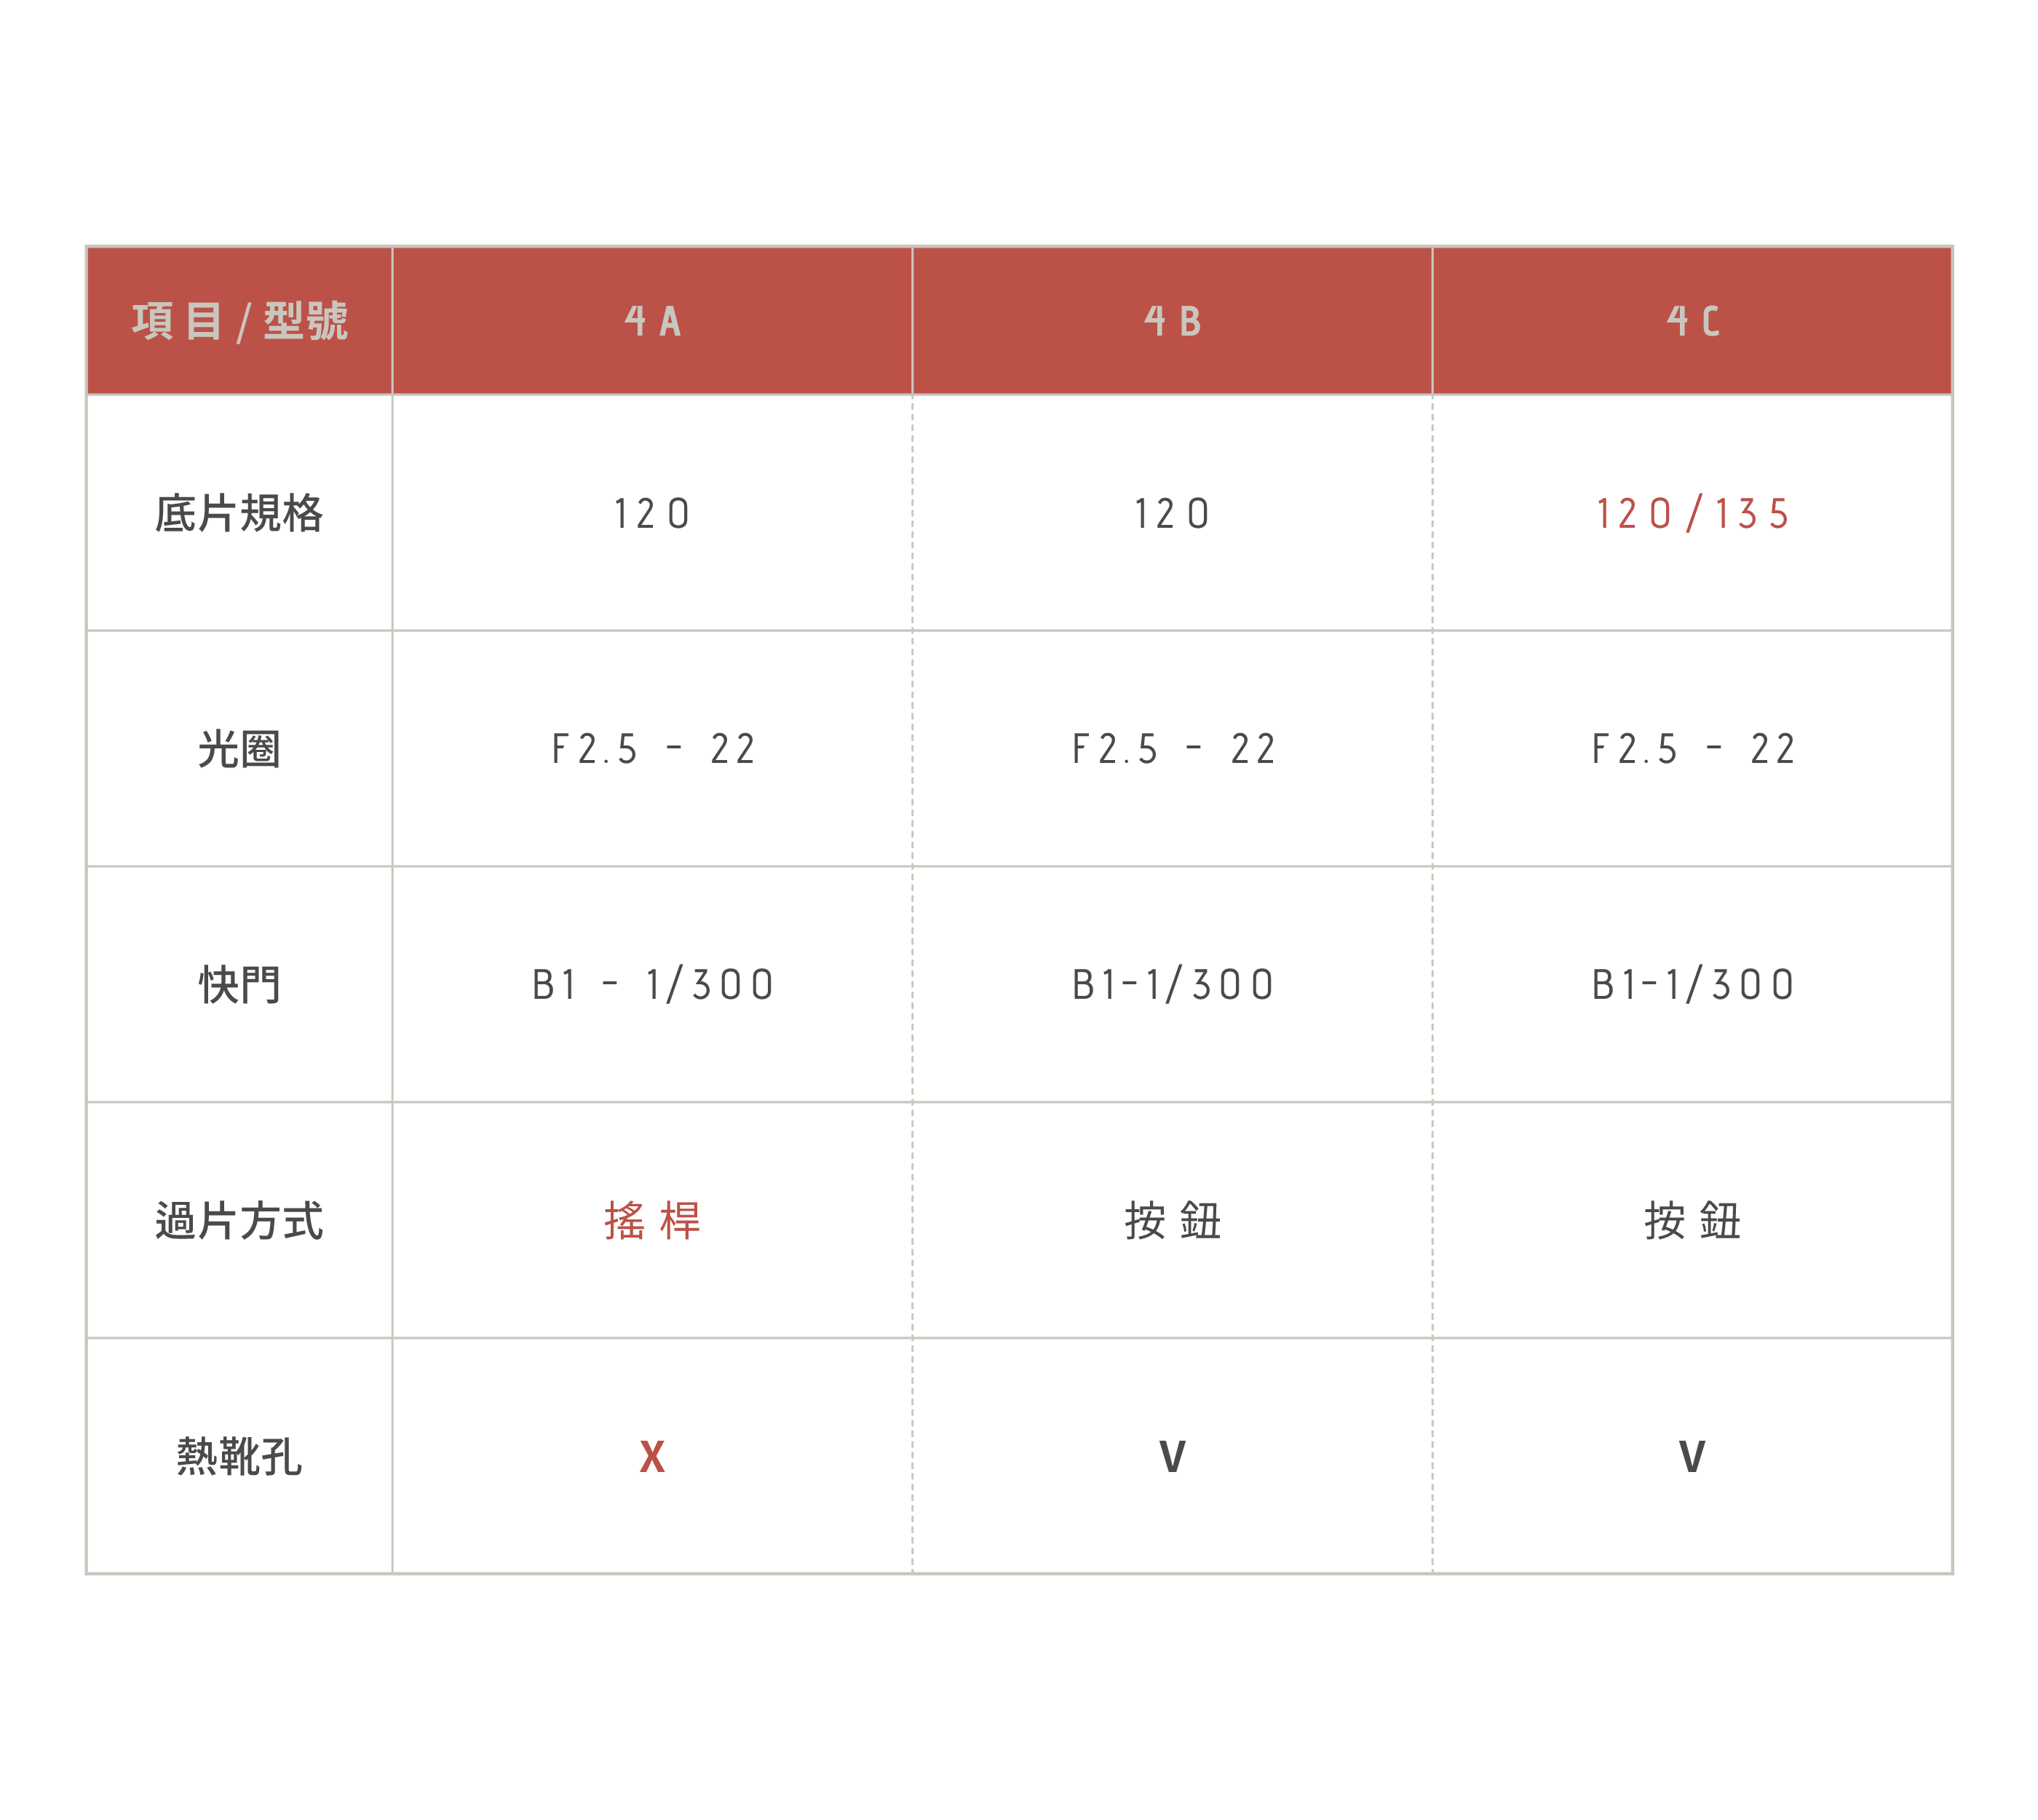 項目/型號 4A 4B 4C
底片規格 120 120 120/135
光圈 F2.5 - 22 F2.5 - 22 F2.5 - 22
快門 B1 - 1/300 B1-1/300 B1-1/300
過片方式 搖桿 按鈕 按鈕
熱靴孔 X V V